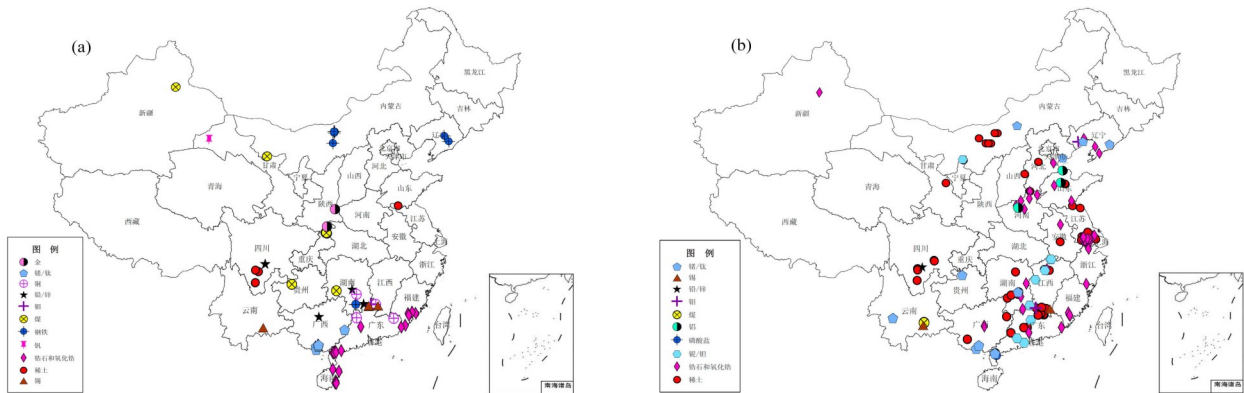 (a)
黑龙江
内蒙古
吉林
新疆
辽宁
甘肃
河北
山西
宁夏
山东
青海
陕西
河南
江苏
西藏
安徽
四川
湖北
重庆
浙江
湖南
江西
贵州
福建
云南
广西
广东
台湾
海南
图 例
金
锗/钛
铜
铅/锌
钼
煤
钢铁
钒
锆石和氧化锆
稀土
锡
南海诸岛
(b)
黑龙江
内蒙古
吉林
新疆
辽宁
甘肃
河北
宁夏
山西
山东
青海
陕西
河南
江苏
西藏
安徽
四川
湖北
重庆
浙江
湖南
江西
贵州
福建
云南
广东
台湾
海南
图 例
锗/钛
锡
铅/锌
钼
煤
铝
磷酸盐
铌/钽
锆石和氧化锆
稀土
南海诸岛